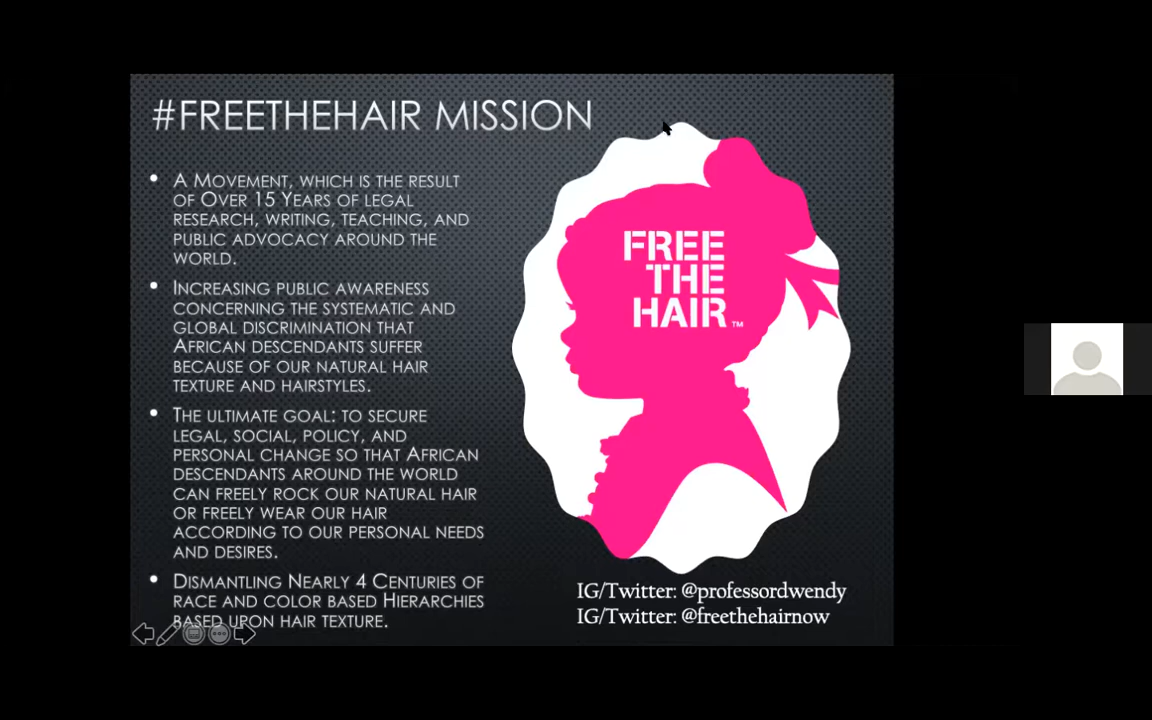 #FREETHEHAIR MISSION
• A MOVEMENT, WHICH IS THE RESULT
OF OVER 15 YEARS OF LEGAL
RESEARCH, WRITING, TEACHING, AND
PUBLIC ADVOCACY AROUND THE
WORLD.
• INCREASING PUBLIC AWARENESS
CONCERNING THE SYSTEMATIC AND
GLOBAL DISCRIMINATION THAT
AFRICAN DESCENDANTS SUFFER
BECAUSE OF OUR NATURAL HAIR
TEXTURE AND HAIRSTYLES.
• THE ULTIMATE GOAL: TO SECURE
LEGAL, SOCIAL, POLICY, AND
PERSONAL CHANGE SO THAT AFRICAN
DESCENDANTS AROUND THE WORLD
CAN FREELY ROCK OUR NATURAL HAIR
OR FREELY WEAR OUR HAIR
ACCORDING TO OUR PERSONAL NEEDS
AND DESIRES.
• DISMANTLING NEARLY 4 CENTURIES OF
RACE AND COLOR BASED HIERARCHIES
BASED UPON HAIR TEXTURE.
FREE
THE
HAIR™
IG/Twitter: @professordwendy
IG/Twitter: @freethehairnow